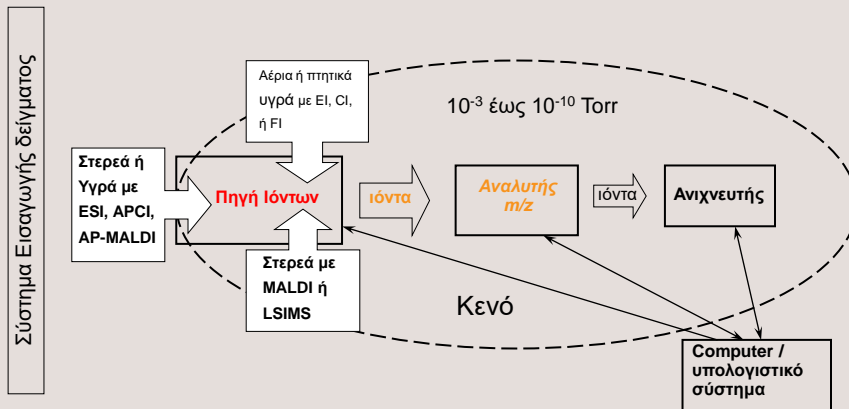 Σύστημα Εισαγωγής δείγματος
Αέρια ή πτητικά
υγρά με EI, CI,
ή FI
10⁻³ έως 10⁻¹⁰ Torr
Στερεά ή
Υγρά με
ESI, APCI,
AP-MALDI
Πηγή Ιόντων
ιόντα
Αναλυτής
m/z
ιόντα
Ανιχνευτής
Στερεά με
MALDI ή
LSIMS
Κενό
Computer /
υπολογιστικό
σύστημα